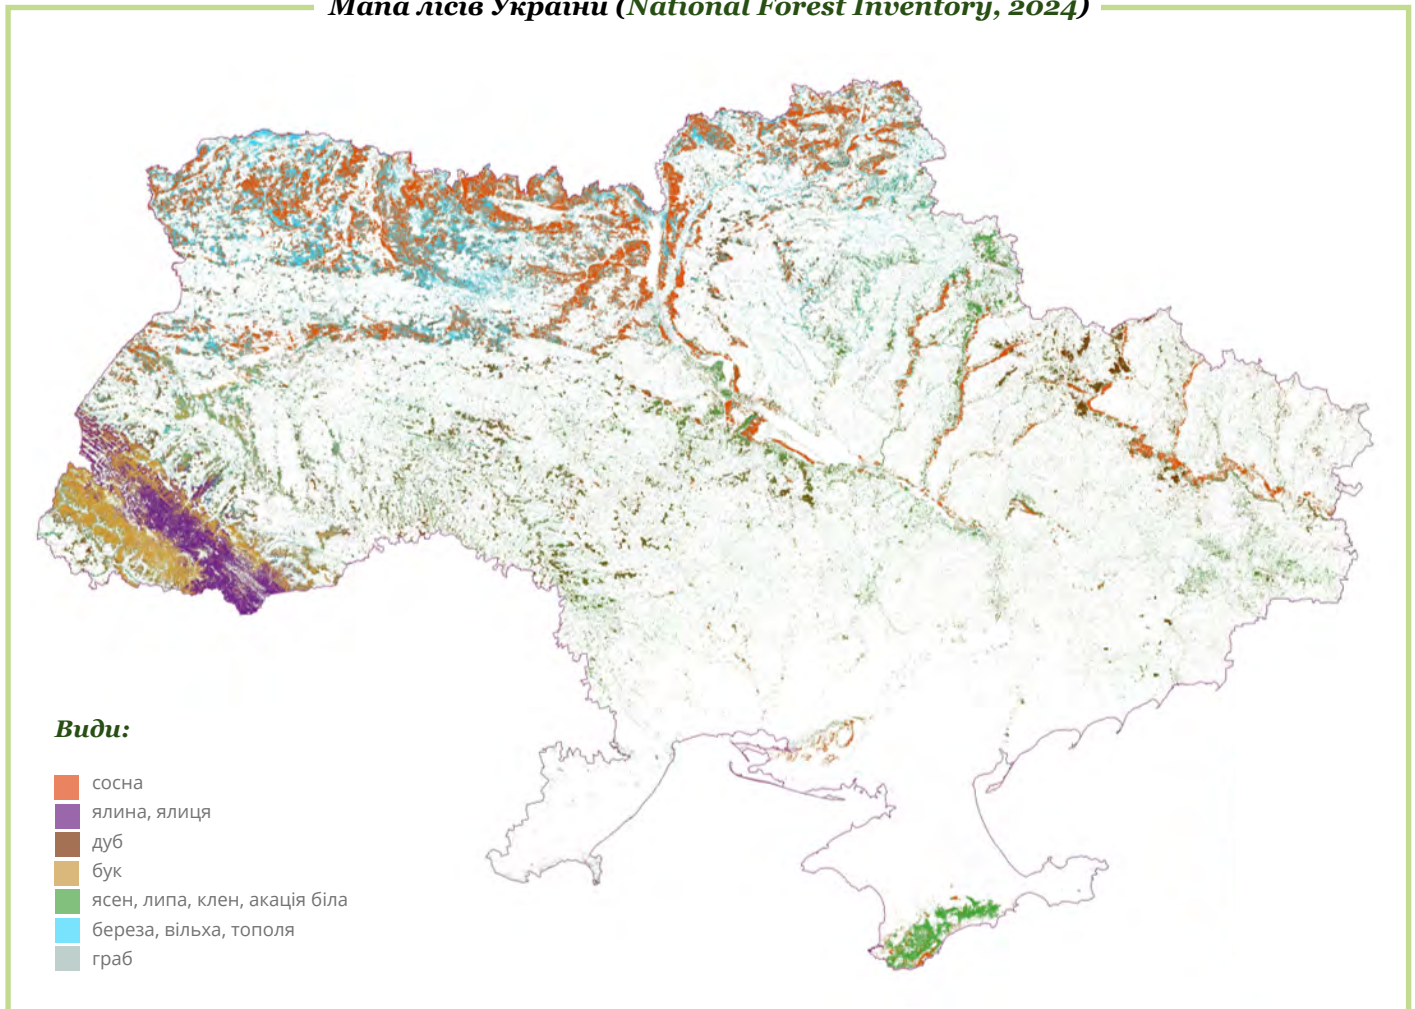 Мапа лісів України (National Forest Inventory, 2024)
Види:
сосна
ялина, ялиця
дуб
бук
ясен, липа, клен, акація біла
береза, вільха, тополя
граб